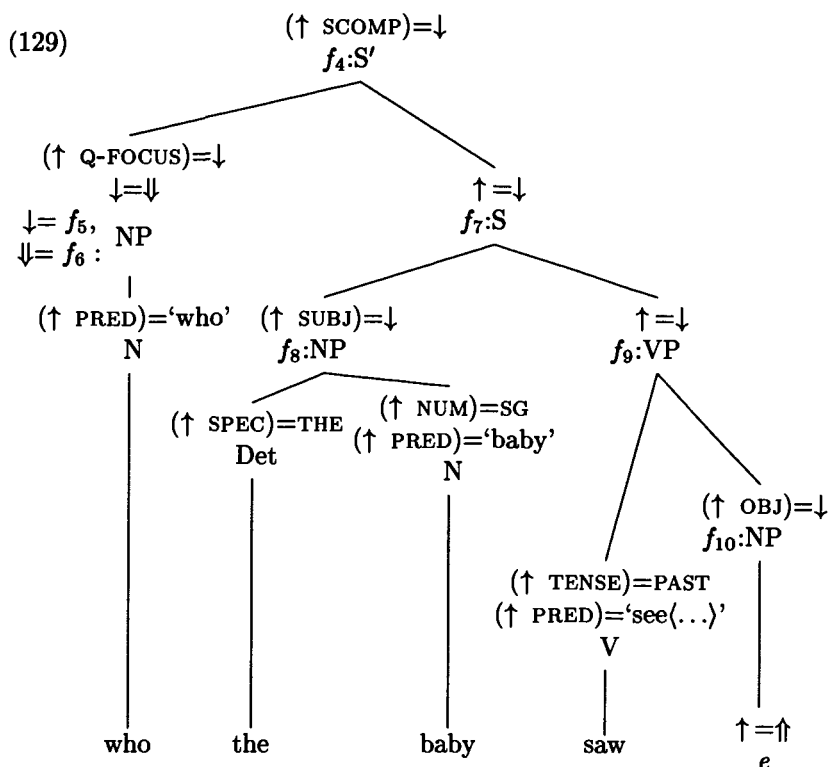 (129)
(↑ SCOMP)=↓
f₄:S′
(↑ Q-FOCUS)=↓
↓=⇓
↓= f₅,
⇓= f₆ :
NP
↑=↓
f₇:S
(↑ PRED)=‘who’
N
(↑ SUBJ)=↓
f₈:NP
↑=↓
f₉:VP
(↑ SPEC)=THE
Det
(↑ NUM)=SG
(↑ PRED)=‘baby’
N
(↑ OBJ)=↓
f₁₀:NP
(↑ TENSE)=PAST
(↑ PRED)=‘see⟨...⟩’
V
↑=⇑
who the baby saw e